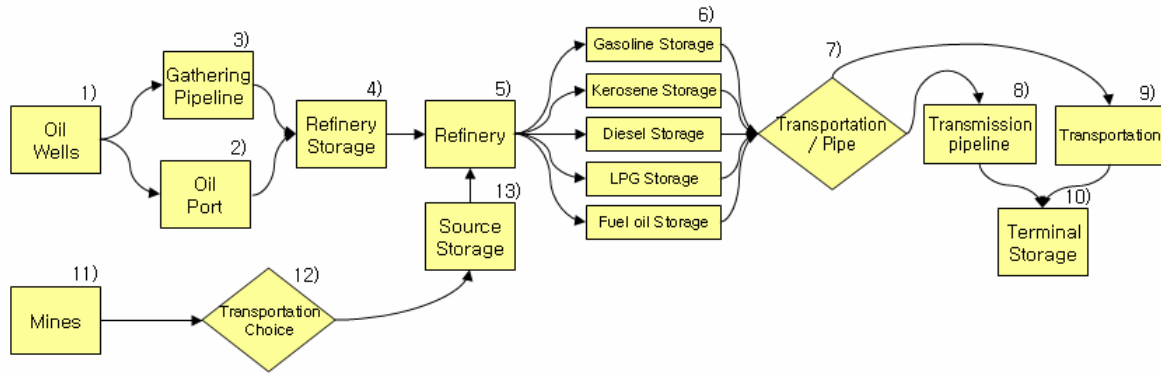 1)
Oil
Wells
3)
Gathering
Pipeline
2)
Oil
Port
4)
Refinery
Storage
5)
Refinery
6)
Gasoline Storage
Kerosene Storage
Diesel Storage
LPG Storage
Fuel oil Storage
7)
Transportation
/ Pipe
8)
Transmission
pipeline
9)
Transportation
10)
Terminal
Storage
11)
Mines
12)
Transportation
Choice
13)
Source
Storage